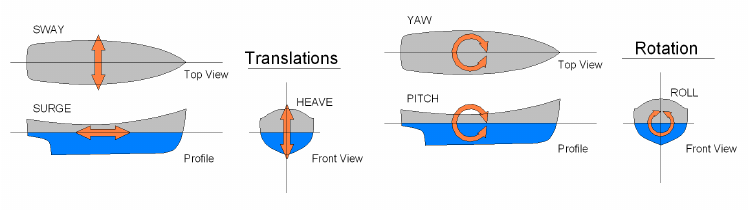 SWAY
Top View
Translations
SURGE
Profile
HEAVE
Front View
YAW
Top View
Rotation
PITCH
Profile
ROLL
Front View